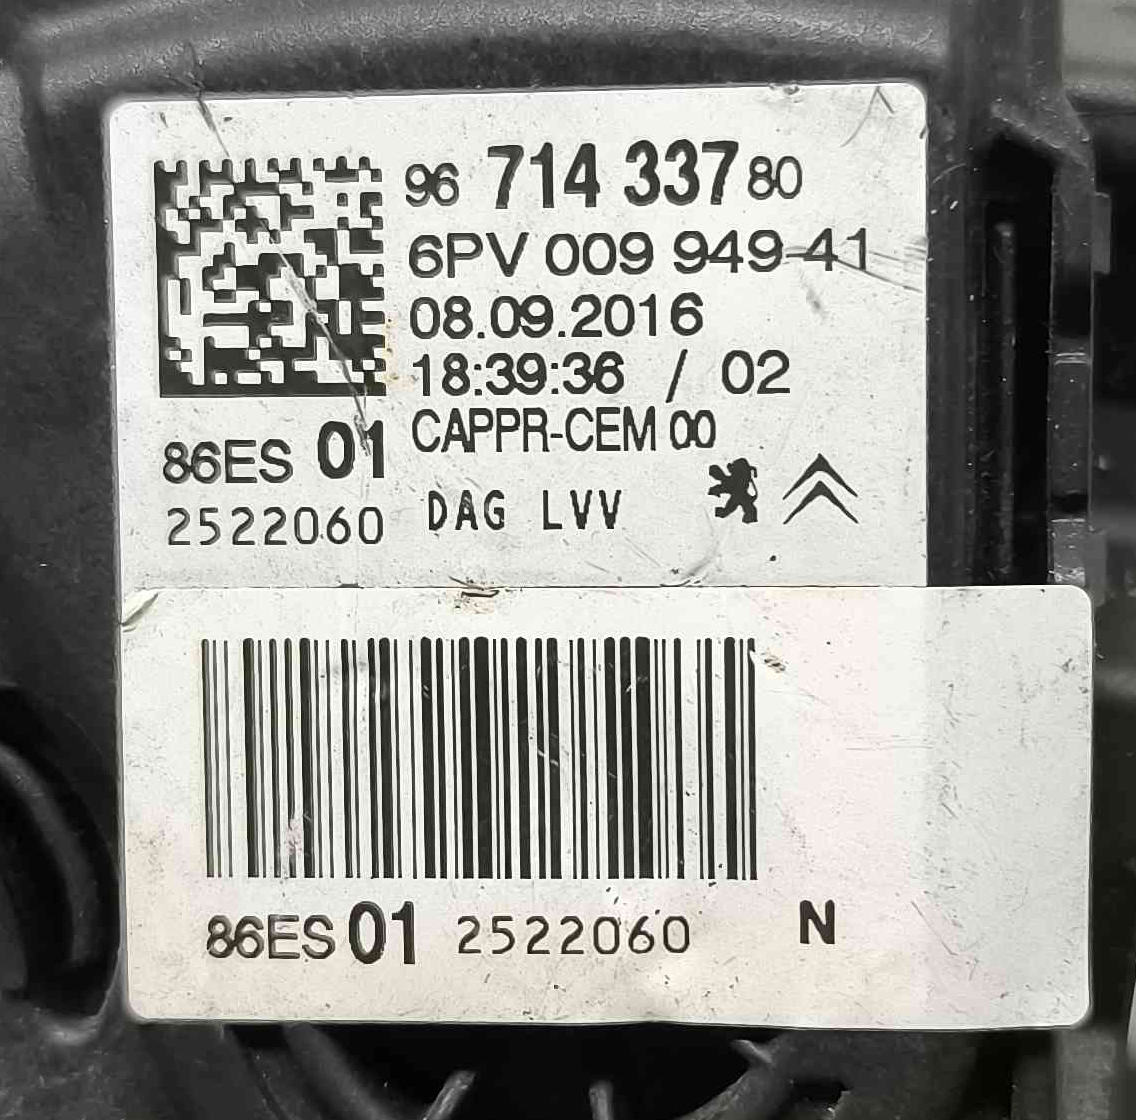 96 714 337 80
6PV 009 949-41
08.09.2016
18:39:36 / 02
CAPPR-CEM 00
86ES 01
2522060
DAG LVV
86ES 01 2522060 N